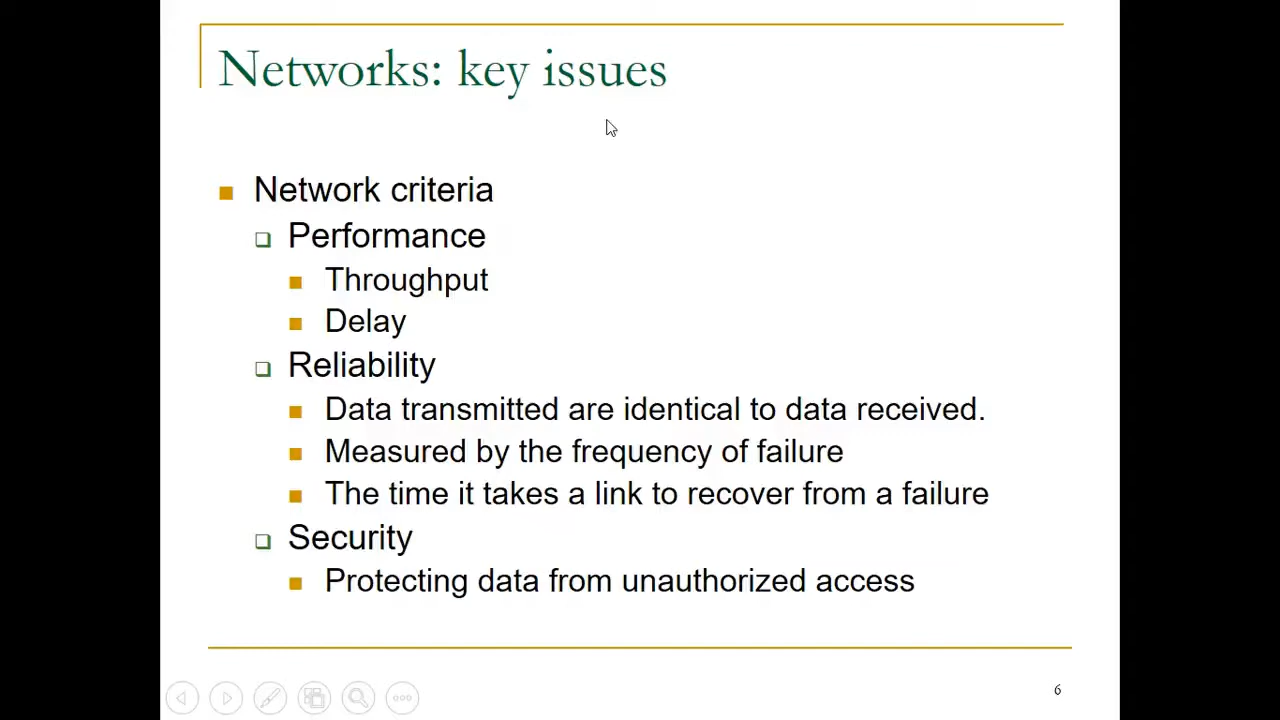 Networks: key issues
Network criteria
Performance
Throughput
Delay
Reliability
Data transmitted are identical to data received.
Measured by the frequency of failure
The time it takes a link to recover from a failure
Security
Protecting data from unauthorized access
6